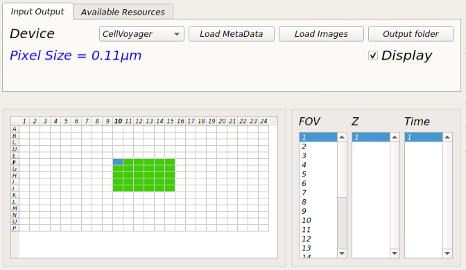 Input Output
Available Resources
Device
CellVoyager
Load MetaData
Load Images
Output folder
Pixel Size = 0.11µm
Display
1 2 3 4 5 6 7 8 9 10 11 12 13 14 15 16 17 18 19 20 21 22 23 24
A
B
C
D
E
F
G
H
I
J
K
L
M
N
O
P
FOV
Z
Time
1
2
3
4
5
6
7
8
9
10
11
12
13
14
1
1